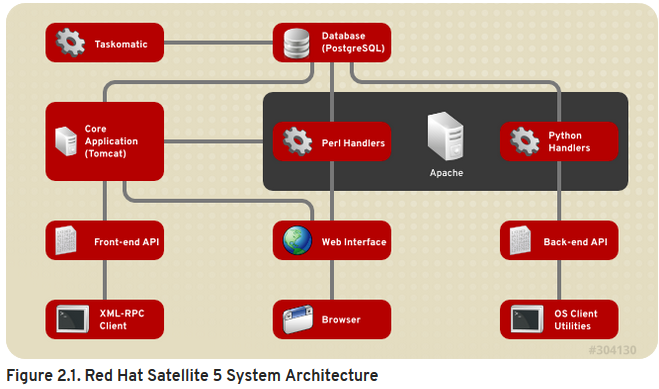 Taskomatic
Database
(PostgreSQL)
Core
Application
(Tomcat)
Perl Handlers
Apache
Python
Handlers
Front-end API
Web Interface
Back-end API
XML-RPC
Client
Browser
OS Client
Utilities
#304130
Figure 2.1. Red Hat Satellite 5 System Architecture